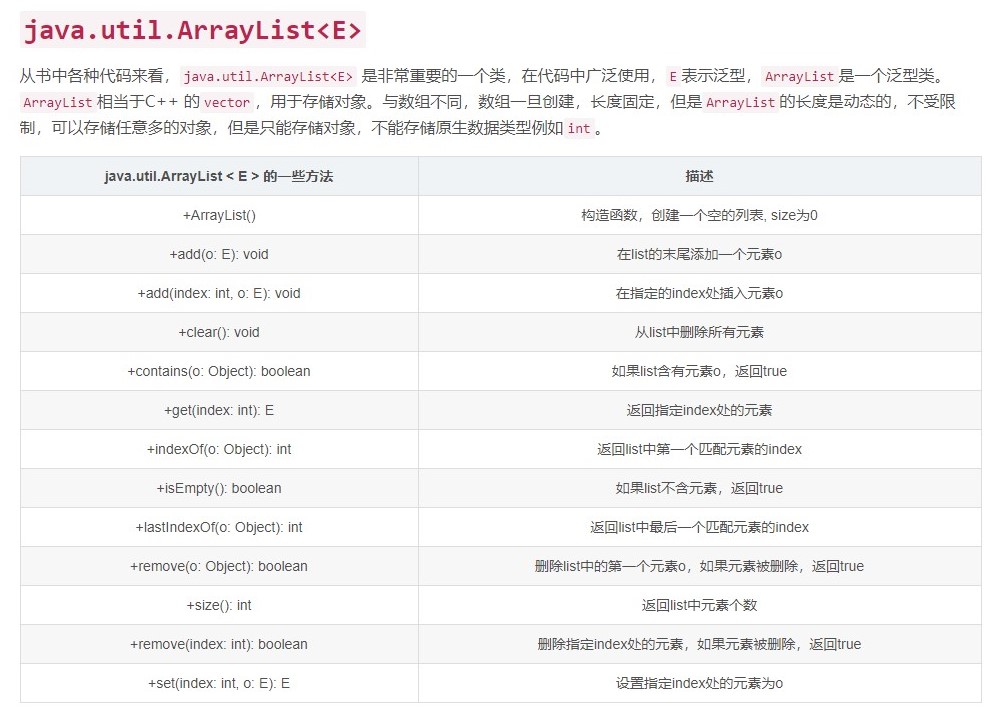 java.util.ArrayList<E>
从书中各种代码来看，java.util.ArrayList<E> 是非常重要的一个类，在代码中广泛使用，E 表示泛型，ArrayList 是一个泛型类。
ArrayList 相当于C++ 的 vector，用于存储对象。与数组不同，数组一旦创建，长度固定，但是 ArrayList 的长度是动态的，不受限
制，可以存储任意多的对象，但是只能存储对象，不能存储原生数据类型例如 int 。
java.util.ArrayList < E > 的一些方法 描述
+ArrayList() 构造函数，创建一个空的列表, size为0
+add(o: E): void 在list的末尾添加一个元素o
+add(index: int, o: E): void 在指定的index处插入元素o
+clear(): void 从list中删除所有元素
+contains(o: Object): boolean 如果list含有元素o，返回true
+get(index: int): E 返回指定index处的元素
+indexOf(o: Object): int 返回list中第一个匹配元素的index
+isEmpty(): boolean 如果list不含元素，返回true
+lastIndexOf(o: Object): int 返回list中最后一个匹配元素的index
+remove(o: Object): boolean 删除list中的第一个元素o，如果元素被删除，返回true
+size(): int 返回list中元素个数
+remove(index: int): boolean 删除指定index处的元素，如果元素被删除，返回true
+set(index: int, o: E): E 设置指定index处的元素为o